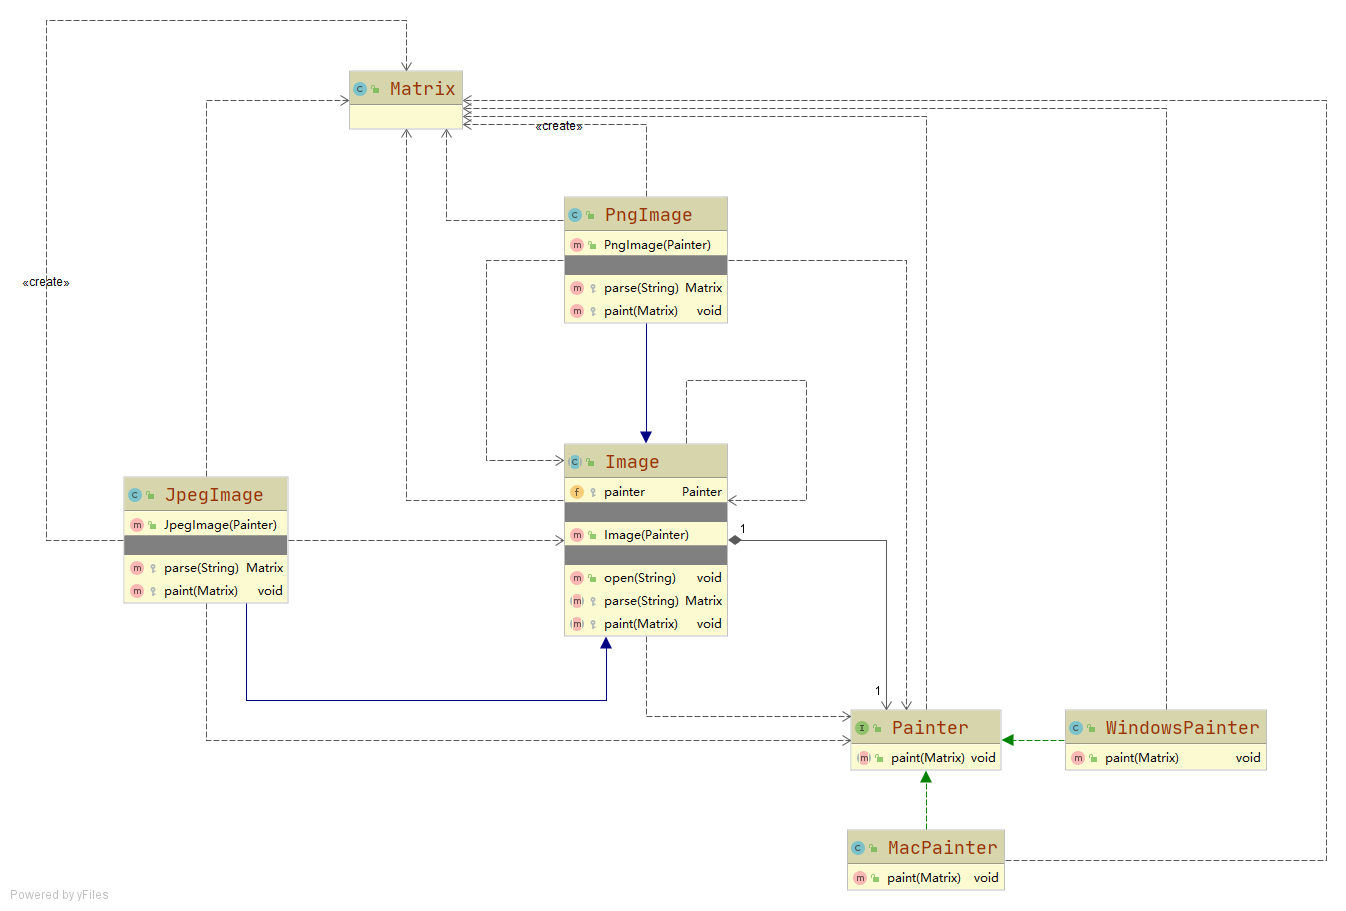 Matrix
«create»
PngImage
PngImage(Painter)
parse(String) Matrix
paint(Matrix) void
«create»
Image
painter Painter
Image(Painter)
open(String) void
parse(String) Matrix
paint(Matrix) void
JpegImage
JpegImage(Painter)
parse(String) Matrix
paint(Matrix) void
1
1
Painter
paint(Matrix) void
WindowsPainter
paint(Matrix) void
MacPainter
paint(Matrix) void
Powered by yFiles